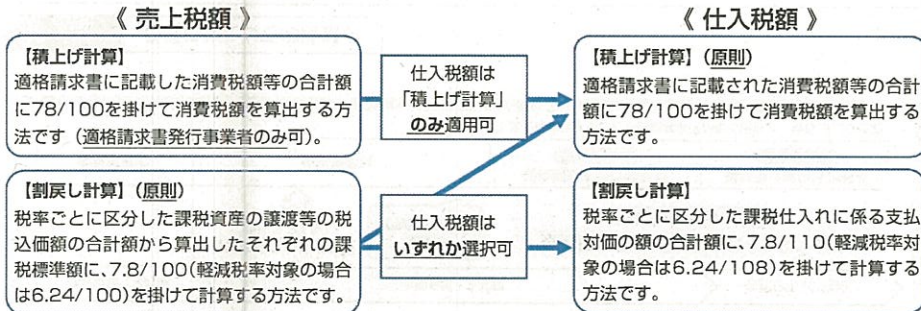 《 売上税額 》
《 仕入税額 》
【積上げ計算】
適格請求書に記載した消費税額等の合計額
に78/100を掛けて消費税額を算出する方
法です（適格請求書発行事業者のみ可）。
仕入税額は
「積上げ計算」
のみ適用可
【積上げ計算】（原則）
適格請求書に記載された消費税額等の合計
額に78/100を掛けて消費税額を算出する
方法です。
【割戻し計算】（原則）
税率ごとに区分した課税資産の譲渡等の税
込価額の合計額から算出したそれぞれの課
税標準額に、7.8/100（軽減税率対象の場合
は6.24/100）を掛けて計算する方法です。
仕入税額は
いずれか選択可
【割戻し計算】
税率ごとに区分した課税仕入れに係る支払
対価の額の合計額に、7.8/110（軽減税率対
象の場合は6.24/108）を掛けて計算する
方法です。